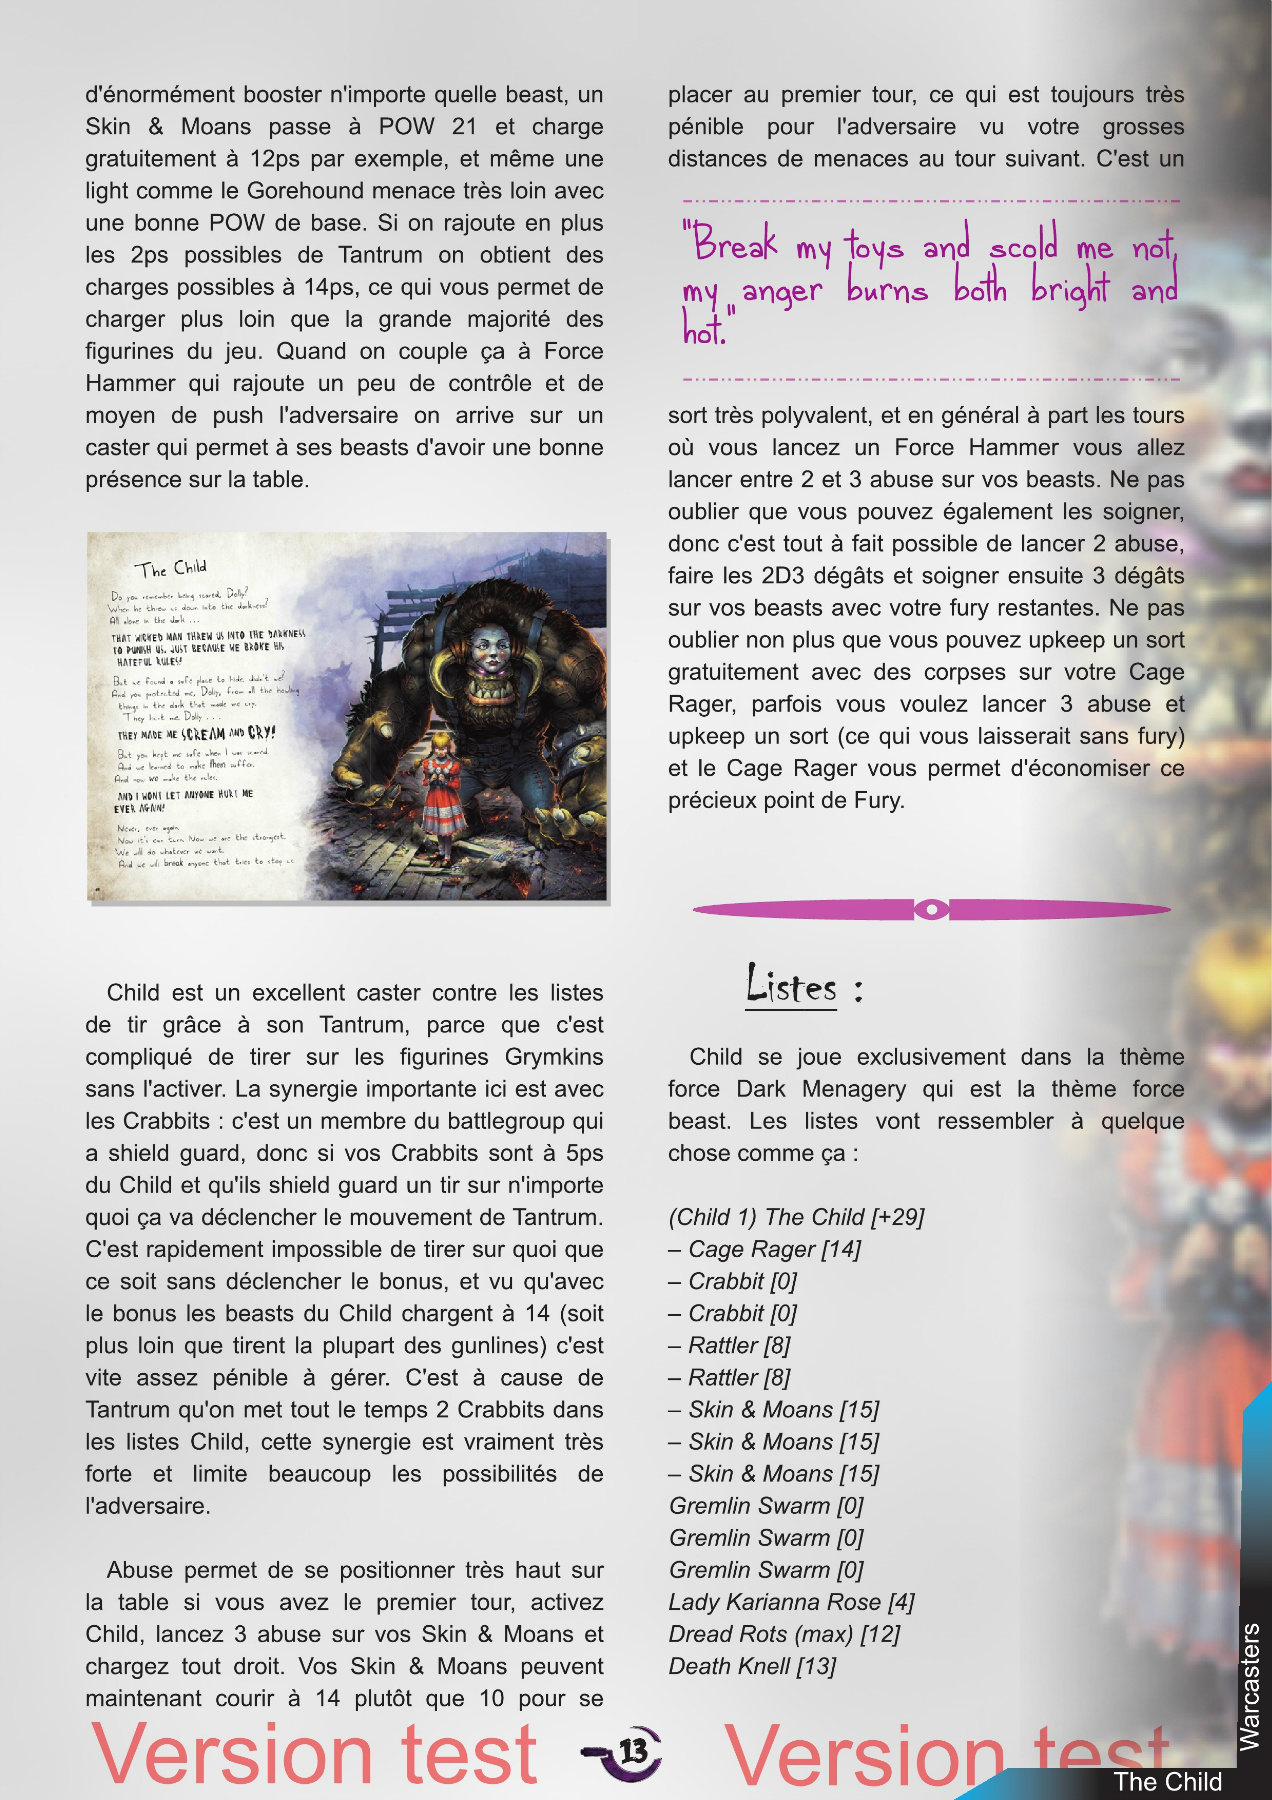 d'énormément booster n'importe quelle beast, un
Skin & Moans passe à POW 21 et charge
gratuitement à 12ps par exemple, et même une
light comme le Gorehound menace très loin avec
une bonne POW de base. Si on rajoute en plus
les 2ps possibles de Tantrum on obtient des
charges possibles à 14ps, ce qui vous permet de
charger plus loin que la grande majorité des
figurines du jeu. Quand on couple ça à Force
Hammer qui rajoute un peu de contrôle et de
moyen de push l'adversaire on arrive sur un
caster qui permet à ses beasts d'avoir une bonne
présence sur la table.
The Child
Do you remember being scared, Dolly?
When he threw us down into the darkness?
All alone in the dark ...
THAT WICKED MAN THREW US INTO THE DARKNESS
TO PUNISH US, JUST BECAUSE WE BROKE HIS
HATEFUL RULES!
But we found a safe place to hide, didn't we?
And you protected me, Dolly, from all the howling
things in the dark that made me cry.
They hurt me, Dolly . . .
THEY MADE ME SCREAM AND CRY!
But you kept me safe when I was scared.
And we learned to make them suffer.
And now we make the rules.
AND I WONT LET ANYONE HURT ME
EVER AGAIN!
Never, ever again.
Now it's our turn. Now we are the strongest.
We will do whatever we want.
And we will break anyone that tries to stop us.
Child est un excellent caster contre les listes
de tir grâce à son Tantrum, parce que c'est
compliqué de tirer sur les figurines Grymkins
sans l'activer. La synergie importante ici est avec
les Crabbits : c'est un membre du battlegroup qui
a shield guard, donc si vos Crabbits sont à 5ps
du Child et qu'ils shield guard un tir sur n'importe
quoi ça va déclencher le mouvement de Tantrum.
C'est rapidement impossible de tirer sur quoi que
ce soit sans déclencher le bonus, et vu qu'avec
le bonus les beasts du Child chargent à 14 (soit
plus loin que tirent la plupart des gunlines) c'est
vite assez pénible à gérer. C'est à cause de
Tantrum qu'on met tout le temps 2 Crabbits dans
les listes Child, cette synergie est vraiment très
forte et limite beaucoup les possibilités de
l'adversaire.
Abuse permet de se positionner très haut sur
la table si vous avez le premier tour, activez
Child, lancez 3 abuse sur vos Skin & Moans et
chargez tout droit. Vos Skin & Moans peuvent
maintenant courir à 14 plutôt que 10 pour se
placer au premier tour, ce qui est toujours très
pénible pour l'adversaire vu votre grosses
distances de menaces au tour suivant. C'est un
"Break my toys and scold me not,
my anger burns both bright and
hot."
sort très polyvalent, et en général à part les tours
où vous lancez un Force Hammer vous allez
lancer entre 2 et 3 abuse sur vos beasts. Ne pas
oublier que vous pouvez également les soigner,
donc c'est tout à fait possible de lancer 2 abuse,
faire les 2D3 dégâts et soigner ensuite 3 dégâts
sur vos beasts avec votre fury restantes. Ne pas
oublier non plus que vous pouvez upkeep un sort
gratuitement avec des corpses sur votre Cage
Rager, parfois vous voulez lancer 3 abuse et
upkeep un sort (ce qui vous laisserait sans fury)
et le Cage Rager vous permet d'économiser ce
précieux point de Fury.
Listes :
Child se joue exclusivement dans la thème
force Dark Menagery qui est la thème force
beast. Les listes vont ressembler à quelque
chose comme ça :
(Child 1) The Child [+29]
– Cage Rager [14]
– Crabbit [0]
– Crabbit [0]
– Rattler [8]
– Rattler [8]
– Skin & Moans [15]
– Skin & Moans [15]
– Skin & Moans [15]
Gremlin Swarm [0]
Gremlin Swarm [0]
Gremlin Swarm [0]
Lady Karianna Rose [4]
Dread Rots (max) [12]
Death Knell [13]
Version test
13
Version test
Warcasters
The Child